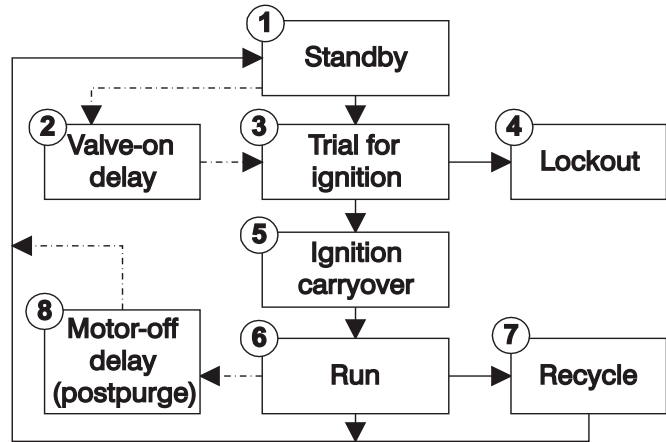 1
Standby
2
Valve-on
delay
3
Trial for
ignition
4
Lockout
5
Ignition
carryover
8
Motor-off
delay
(postpurge)
6
Run
7
Recycle